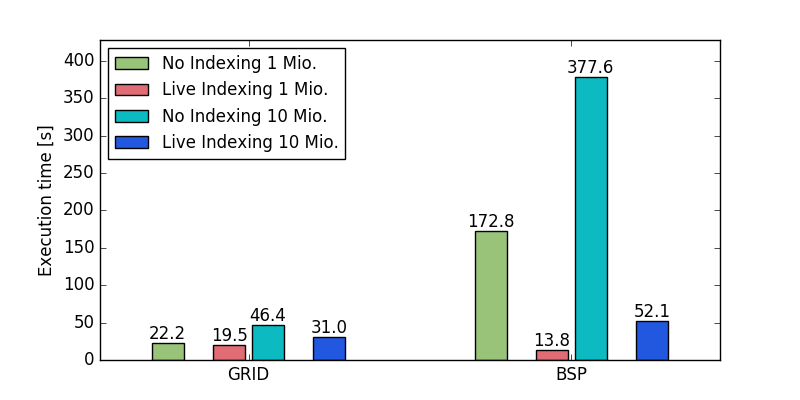 No Indexing 1 Mio.
Live Indexing 1 Mio.
No Indexing 10 Mio.
Live Indexing 10 Mio.
Execution time [s]
400
350
300
250
200
150
100
50
0
22.2
19.5
46.4
31.0
172.8
13.8
377.6
52.1
GRID
BSP